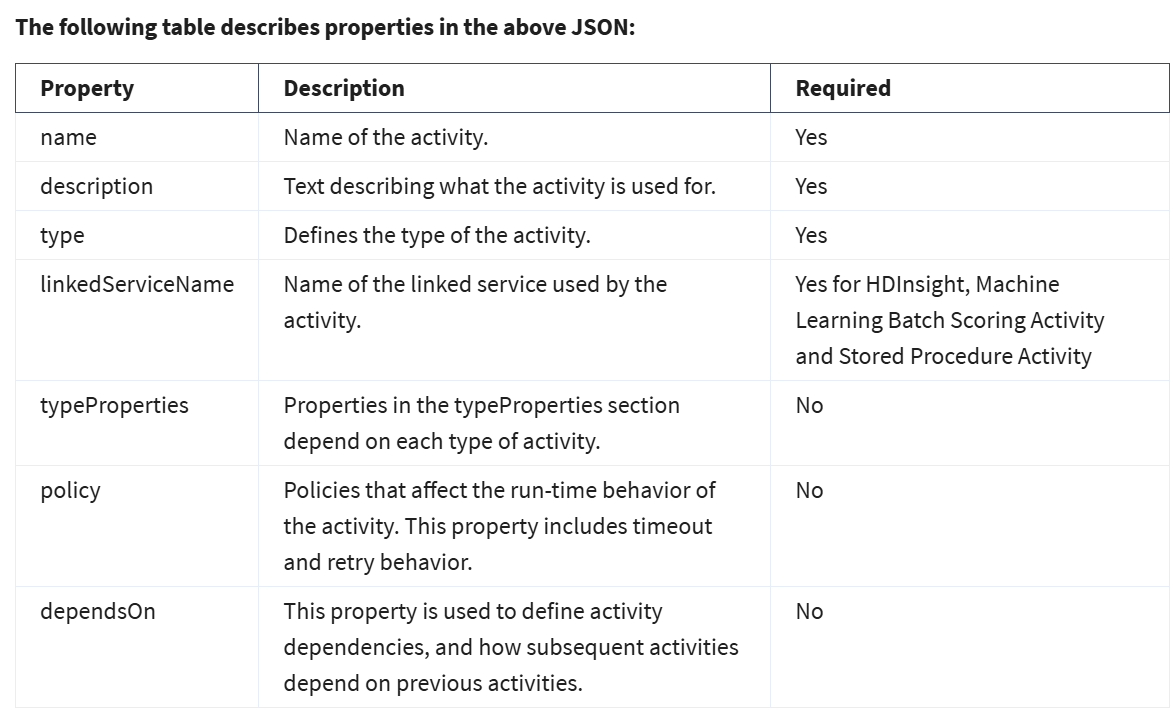 The following table describes properties in the above JSON:
Property Description Required
name Name of the activity. Yes
description Text describing what the activity is used for. Yes
type Defines the type of the activity. Yes
linkedServiceName Name of the linked service used by the Yes for HDInsight, Machine
activity. Learning Batch Scoring Activity
and Stored Procedure Activity
typeProperties Properties in the typeProperties section No
depend on each type of activity.
policy Policies that affect the run-time behavior of No
the activity. This property includes timeout
and retry behavior.
dependsOn This property is used to define activity No
dependencies, and how subsequent activities
depend on previous activities.